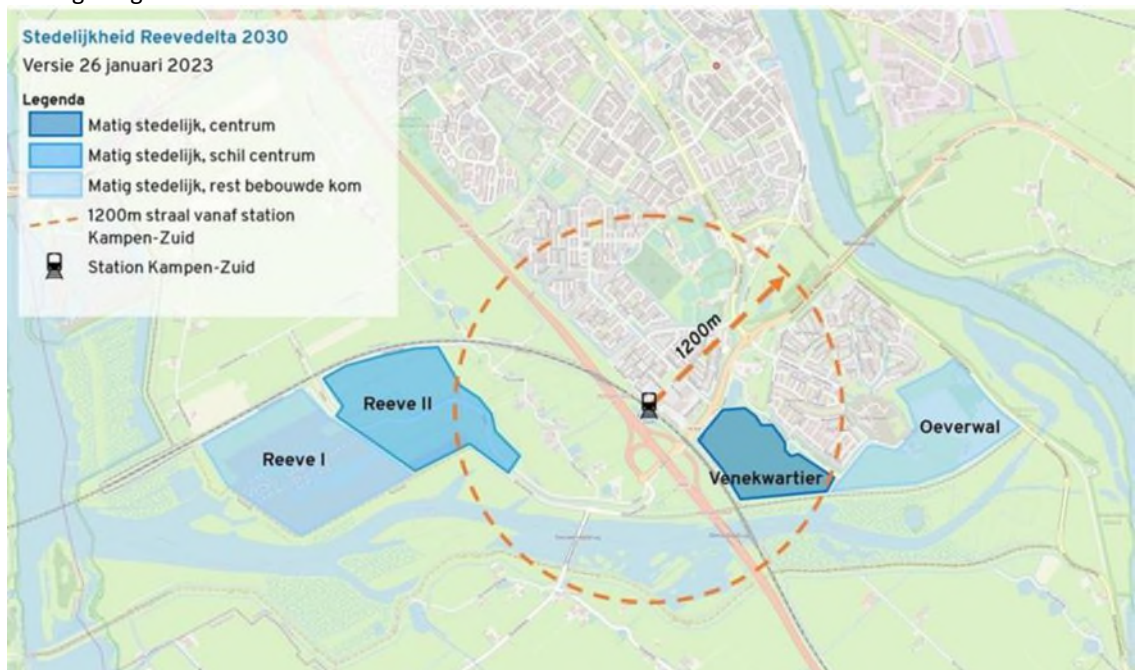 Stedelijkheid Reevedelta 2030
Versie 26 januari 2023
Legenda
Matig stedelijk, centrum
Matig stedelijk, schil centrum
Matig stedelijk, rest bebouwde kom
1200m straal vanaf station
Kampen-Zuid
Station Kampen-Zuid
1200m
Reeve II
Reeve I
Oeverwal
Venekwartier